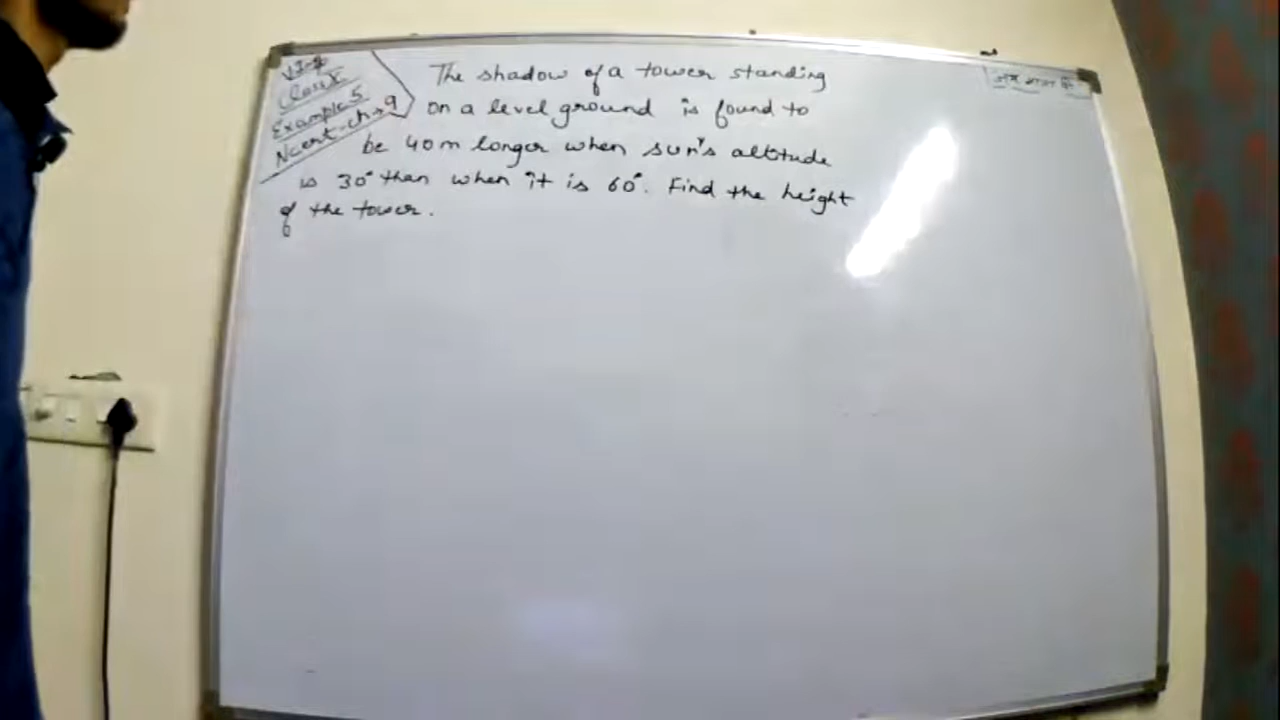 Class X
Example 5
Ncert-ch-9
The shadow of a tower standing
on a level ground is found to
be 40m longer when sun's altitude
is 30° than when it is 60°. Find the height
of the tower.